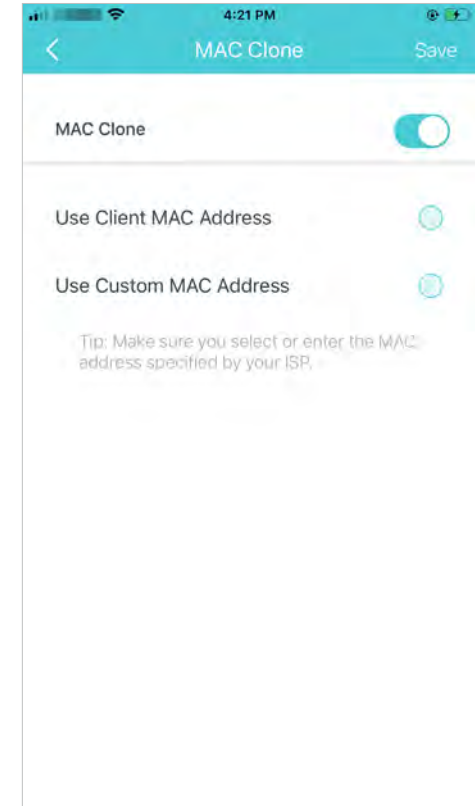 4:21 PM
MAC Clone
Save
MAC Clone
Use Client MAC Address
Use Custom MAC Address
Tip: Make sure you select or enter the MAC
address specified by your ISP.